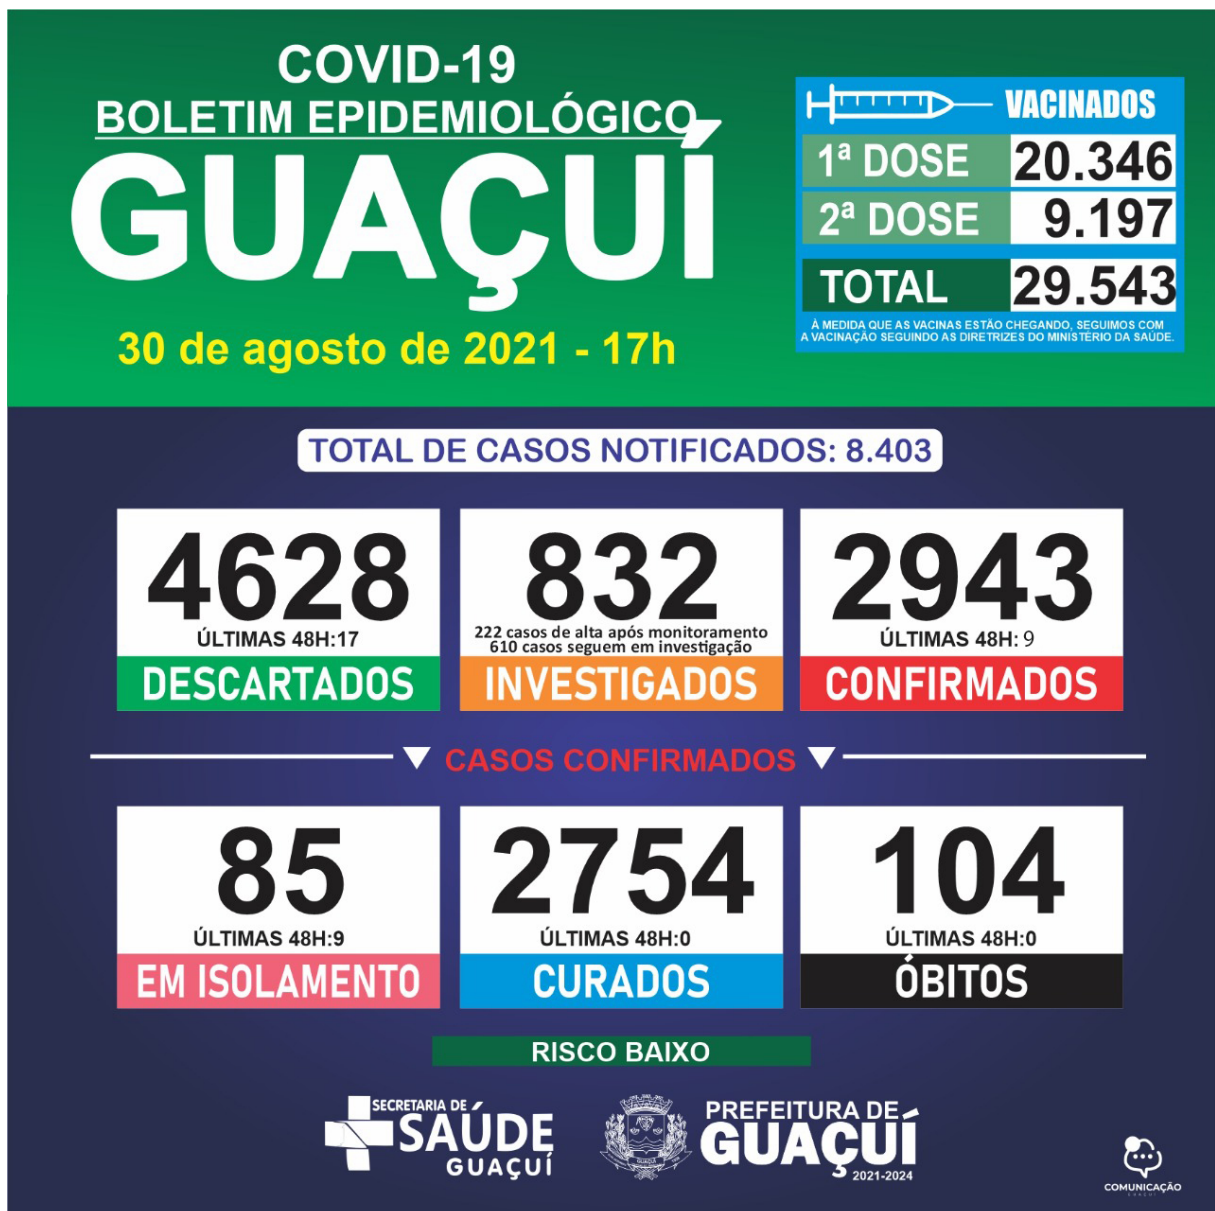 COVID-19
BOLETIM EPIDEMIOLÓGICO
GUAÇUÍ
30 de agosto de 2021 - 17h
VACINADOS
1ª DOSE 20.346
2ª DOSE 9.197
TOTAL 29.543
À MEDIDA QUE AS VACINAS ESTÃO CHEGANDO, SEGUIMOS COM
A VACINAÇÃO SEGUINDO AS DIRETRIZES DO MINISTÉRIO DA SAÚDE.
TOTAL DE CASOS NOTIFICADOS: 8.403
4628
ÚLTIMAS 48H:17
DESCARTADOS
832
222 casos de alta após monitoramento
610 casos seguem em investigação
INVESTIGADOS
2943
ÚLTIMAS 48H: 9
CONFIRMADOS
CASOS CONFIRMADOS
85
ÚLTIMAS 48H:9
EM ISOLAMENTO
2754
ÚLTIMAS 48H:0
CURADOS
104
ÚLTIMAS 48H:0
ÓBITOS
RISCO BAIXO
SECRETARIA DE
SAÚDE
GUAÇUÍ
PREFEITURA DE
GUAÇUÍ
2021-2024
COMUNICAÇÃO